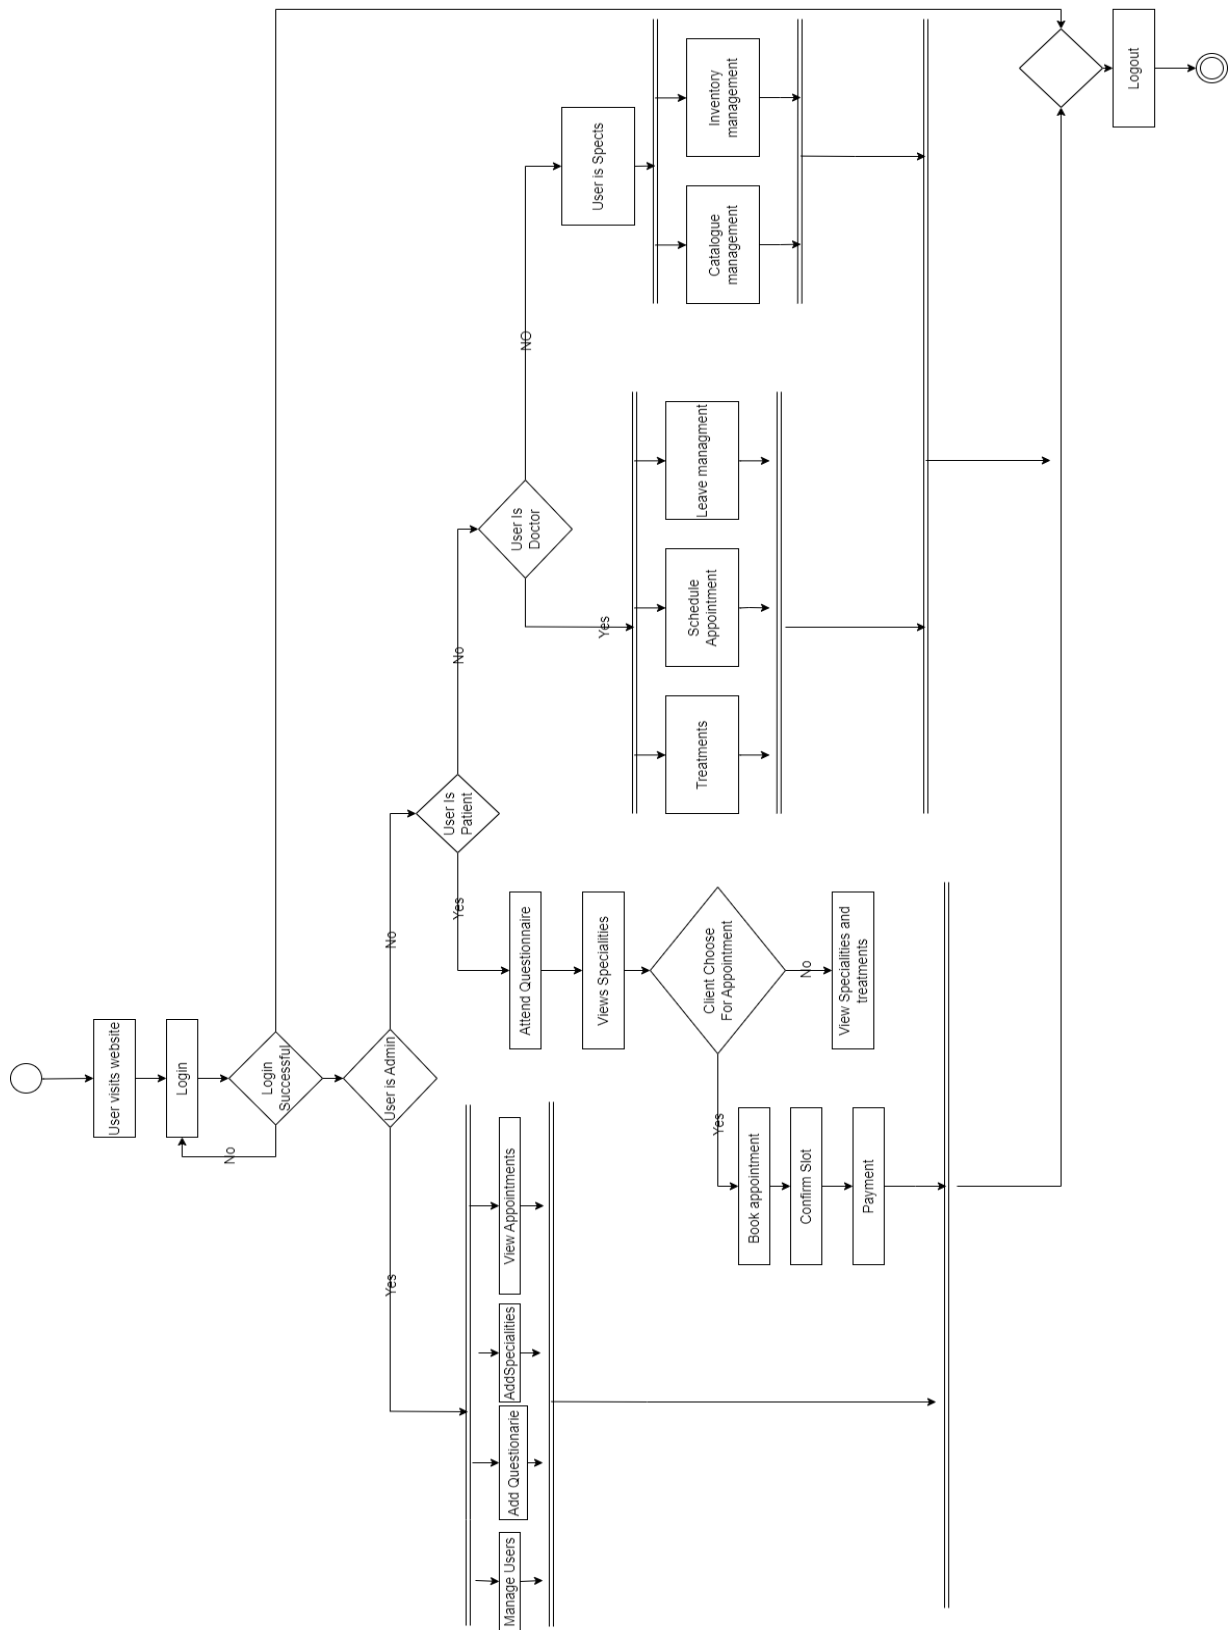 User visits website
Login
Login
Successful
No
User is Admin
Yes
No
Manage Users
Add Questionarie
AddSpecialities
View Appointments
User Is
Patient
Yes
No
Attend Questionnaire
Views Specialities
Client Choose
For Appointment
Yes
No
Book appointment
Confirm Slot
Payment
View Specialities and
treatments
User Is
Doctor
Yes
NO
Treatments
Schedule
Appointment
Leave managment
User is Spects
Catalogue
management
Inventory
management
Logout